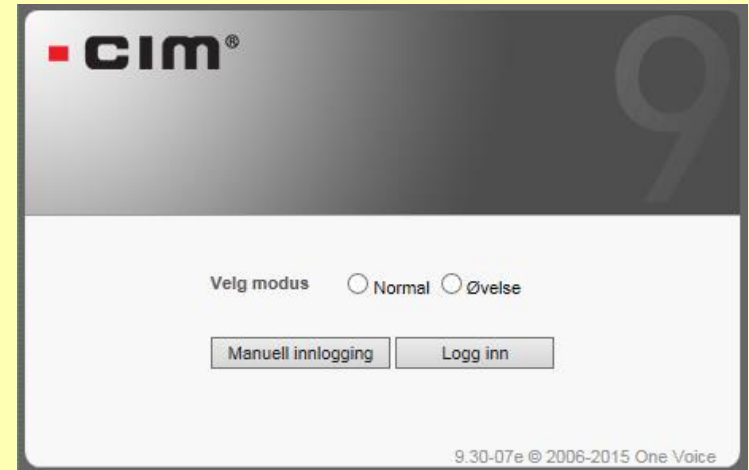 CIM®
9
Velg modus Normal Øvelse
Manuell innlogging Logg inn
9.30-07e © 2006-2015 One Voice